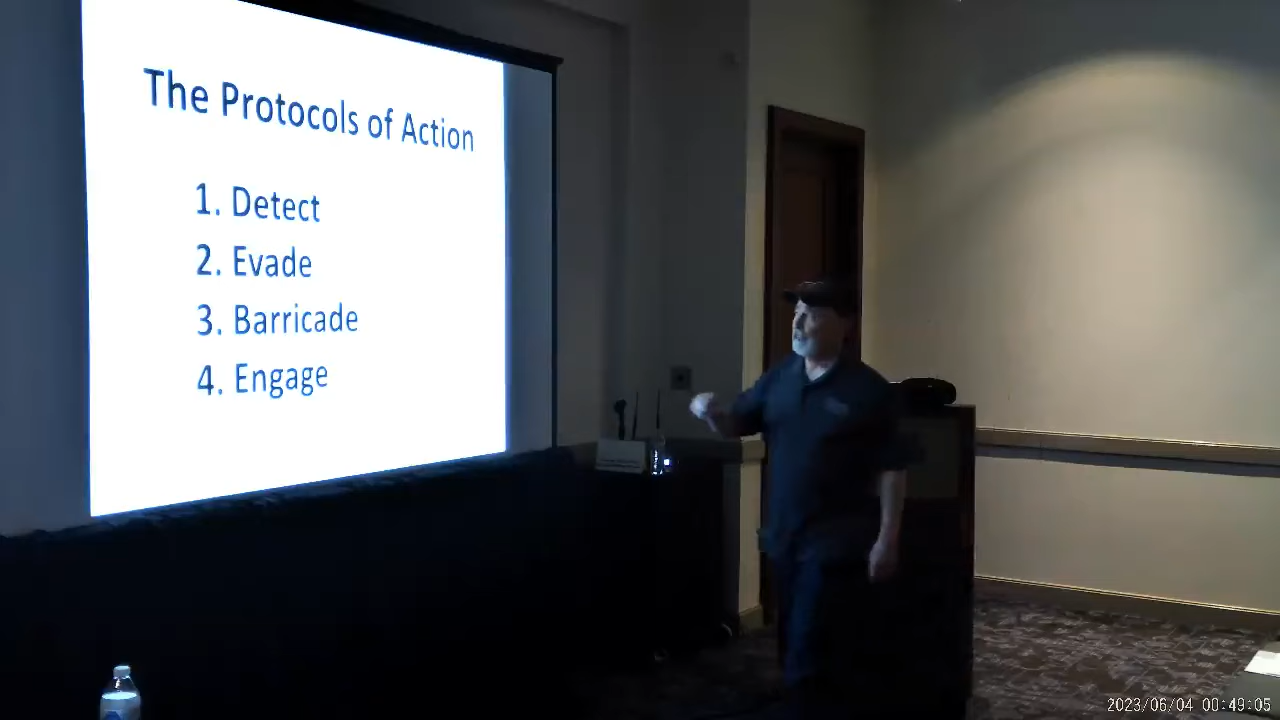 The Protocols of Action
1. Detect
2. Evade
3. Barricade
4. Engage
2023/06/04 00:49:05